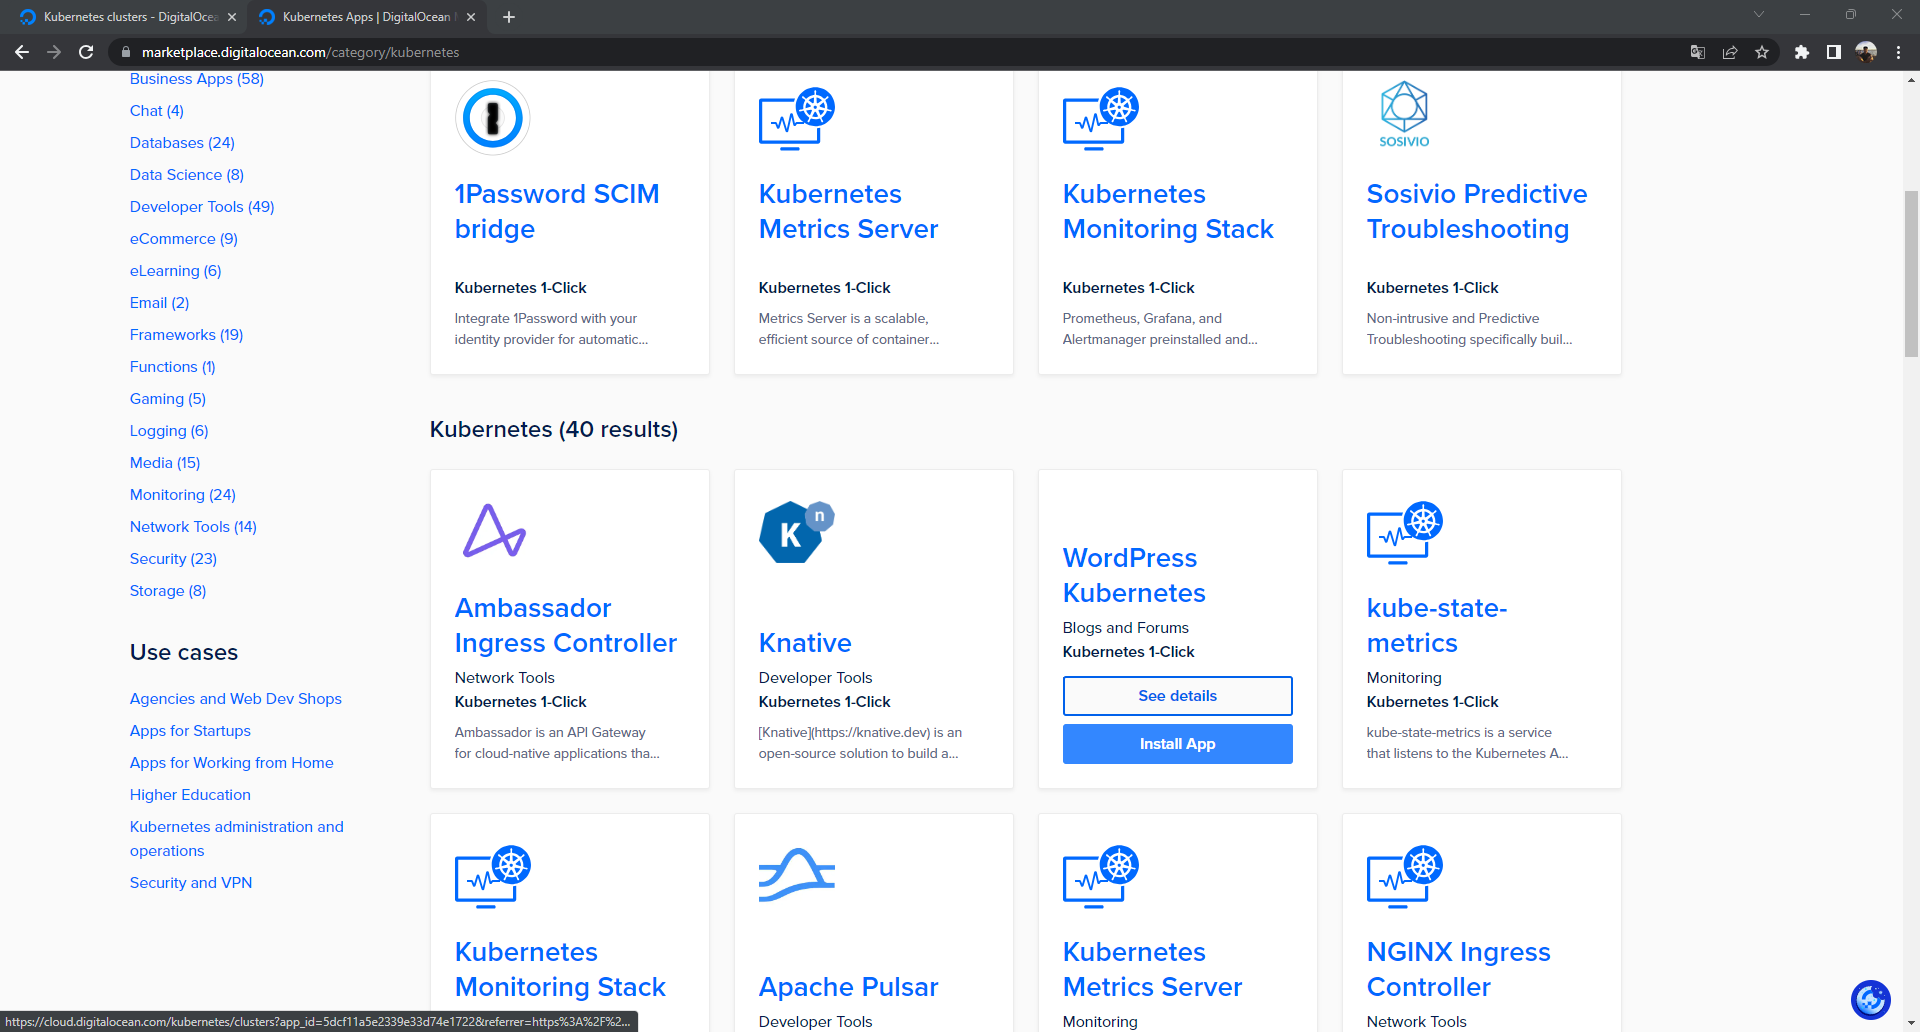 Kubernetes clusters - DigitalOcea
Kubernetes Apps | DigitalOcean
marketplace.digitalocean.com/category/kubernetes
Business Apps (58)
Chat (4)
Databases (24)
Data Science (8)
Developer Tools (49)
eCommerce (9)
eLearning (6)
Email (2)
Frameworks (19)
Functions (1)
Gaming (5)
Logging (6)
Media (15)
Monitoring (24)
Network Tools (14)
Security (23)
Storage (8)
Use cases
Agencies and Web Dev Shops
Apps for Startups
Apps for Working from Home
Higher Education
Kubernetes administration and
operations
Security and VPN
1Password SCIM
bridge
Kubernetes 1-Click
Integrate 1Password with your
identity provider for automatic...
Kubernetes
Metrics Server
Kubernetes 1-Click
Metrics Server is a scalable,
efficient source of container...
Kubernetes
Monitoring Stack
Kubernetes 1-Click
Prometheus, Grafana, and
Alertmanager preinstalled and...
SOSIVIO
Sosivio Predictive
Troubleshooting
Kubernetes 1-Click
Non-intrusive and Predictive
Troubleshooting specifically buil...
Kubernetes (40 results)
Ambassador
Ingress Controller
Network Tools
Kubernetes 1-Click
Ambassador is an API Gateway
for cloud-native applications tha...
K n
Knative
Developer Tools
Kubernetes 1-Click
[Knative](https://knative.dev) is an
open-source solution to build a...
WordPress
Kubernetes
Blogs and Forums
Kubernetes 1-Click
See details
Install App
kube-state-
metrics
Monitoring
Kubernetes 1-Click
kube-state-metrics is a service
that listens to the Kubernetes A...
Kubernetes
Monitoring Stack
Apache Pulsar
Developer Tools
Kubernetes
Metrics Server
Monitoring
NGINX Ingress
Controller
Network Tools
https://cloud.digitalocean.com/kubernetes/clusters?app_id=5dcf11a5e2339e33d74e1722&referrer=https%3A%2F%2...